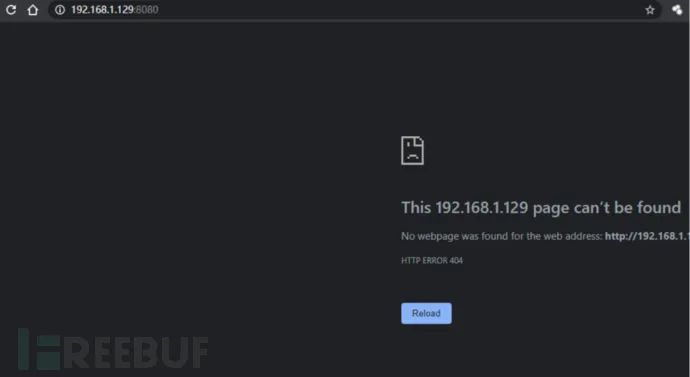 192.168.1.129:8080
This 192.168.1.129 page can't be found
No webpage was found for the web address: http://192.168.1.
HTTP ERROR 404
Reload
FREEBUF